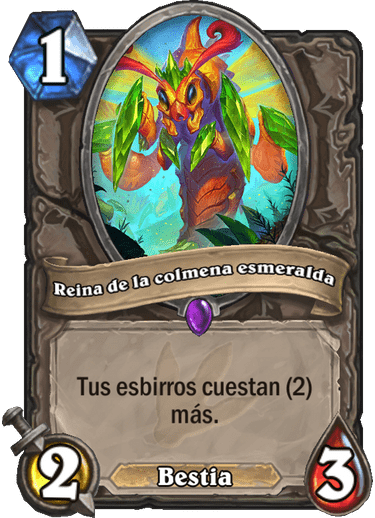 1
Reina de la colmena esmeralda
Tus esbirros cuestan (2)
más.
2
Bestia
3